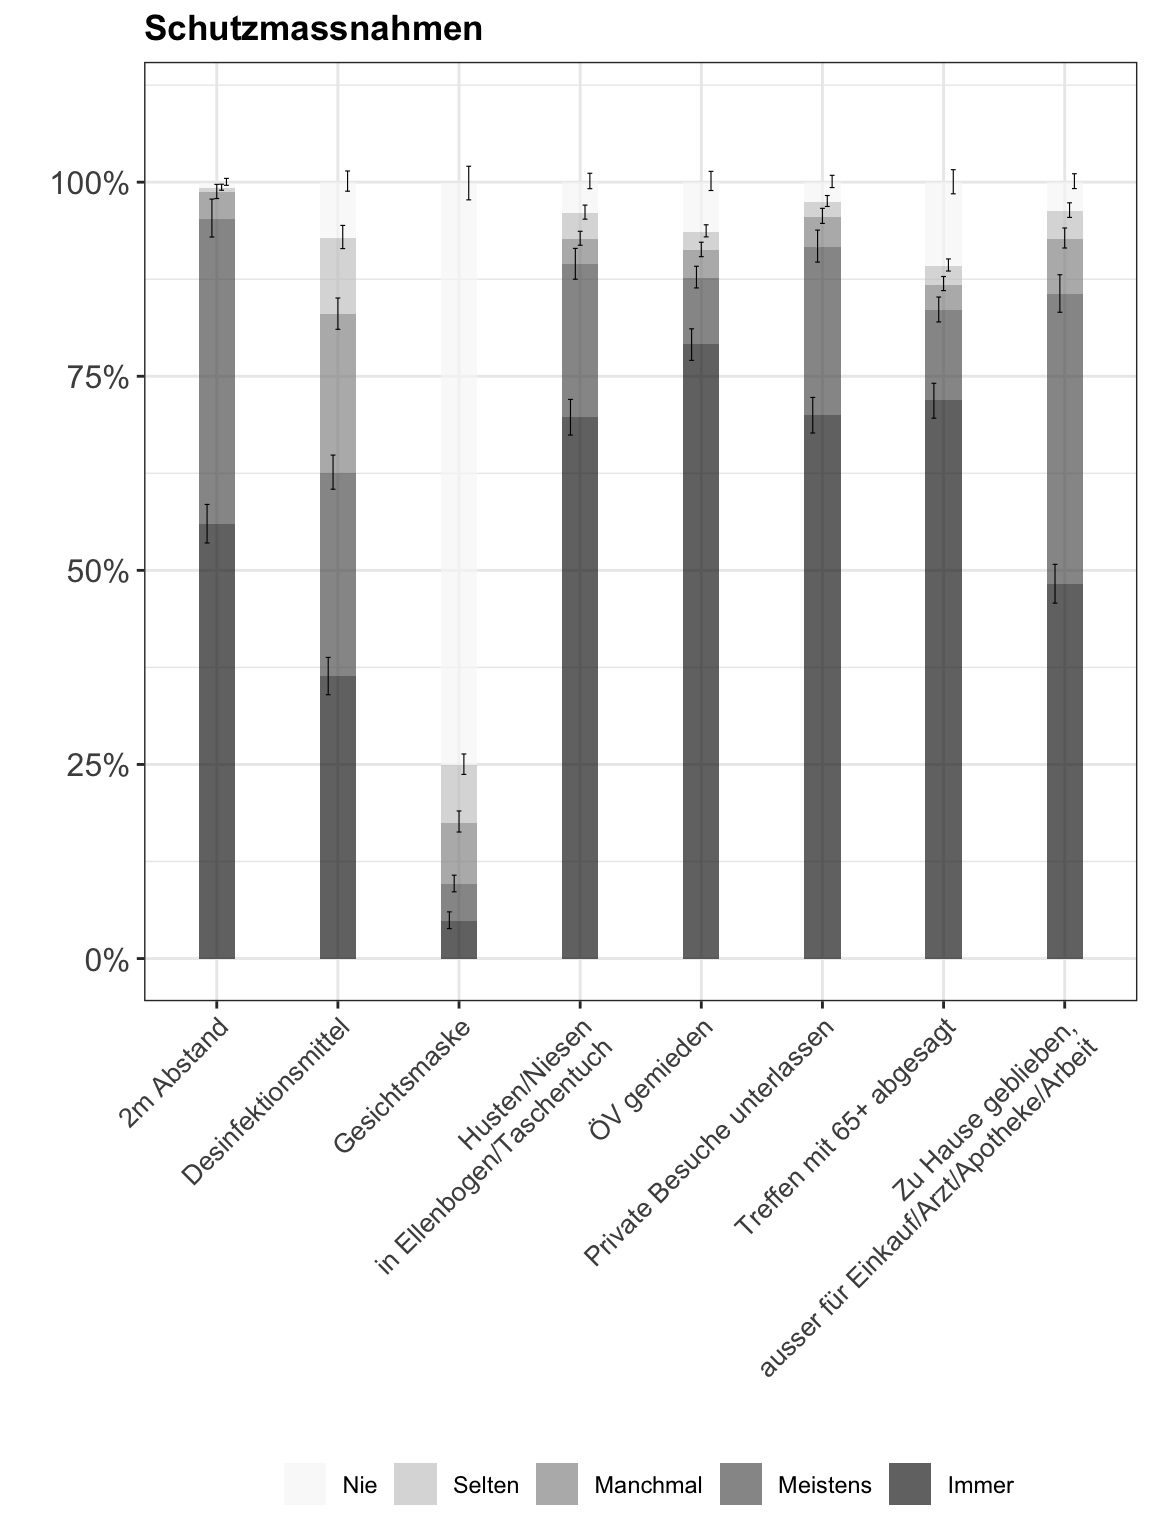 Schutzmassnahmen
100%
75%
50%
25%
0%
2m Abstand
Desinfektionsmittel
Gesichtsmaske
Husten/Niesen
in Ellenbogen/Taschentuch
ÖV gemieden
Private Besuche unterlassen
Treffen mit 65+ abgesagt
Zu Hause geblieben,
ausser für Einkauf/Arzt/Apotheke/Arbeit
Nie
Selten
Manchmal
Meistens
Immer